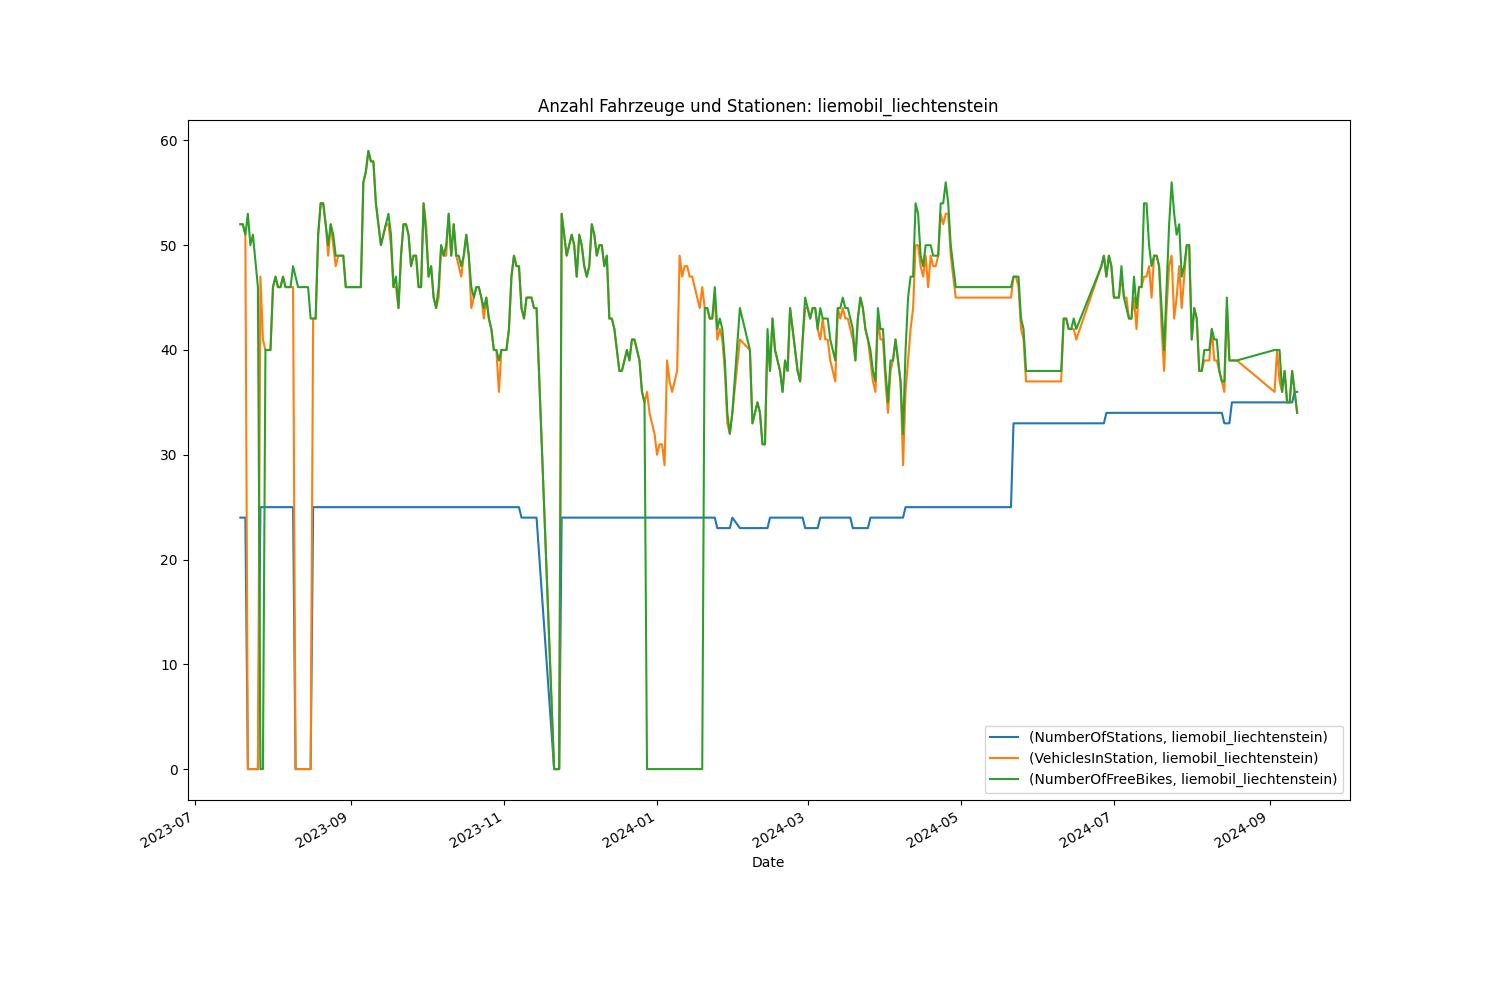 Anzahl Fahrzeuge und Stationen: liemobil_liechtenstein
60
50
40
30
20
10
0
(NumberOfStations, liemobil_liechtenstein)
(VehiclesInStation, liemobil_liechtenstein)
(NumberOfFreeBikes, liemobil_liechtenstein)
2023-07 2023-09 2023-11 2024-01 2024-03 2024-05 2024-07 2024-09
Date